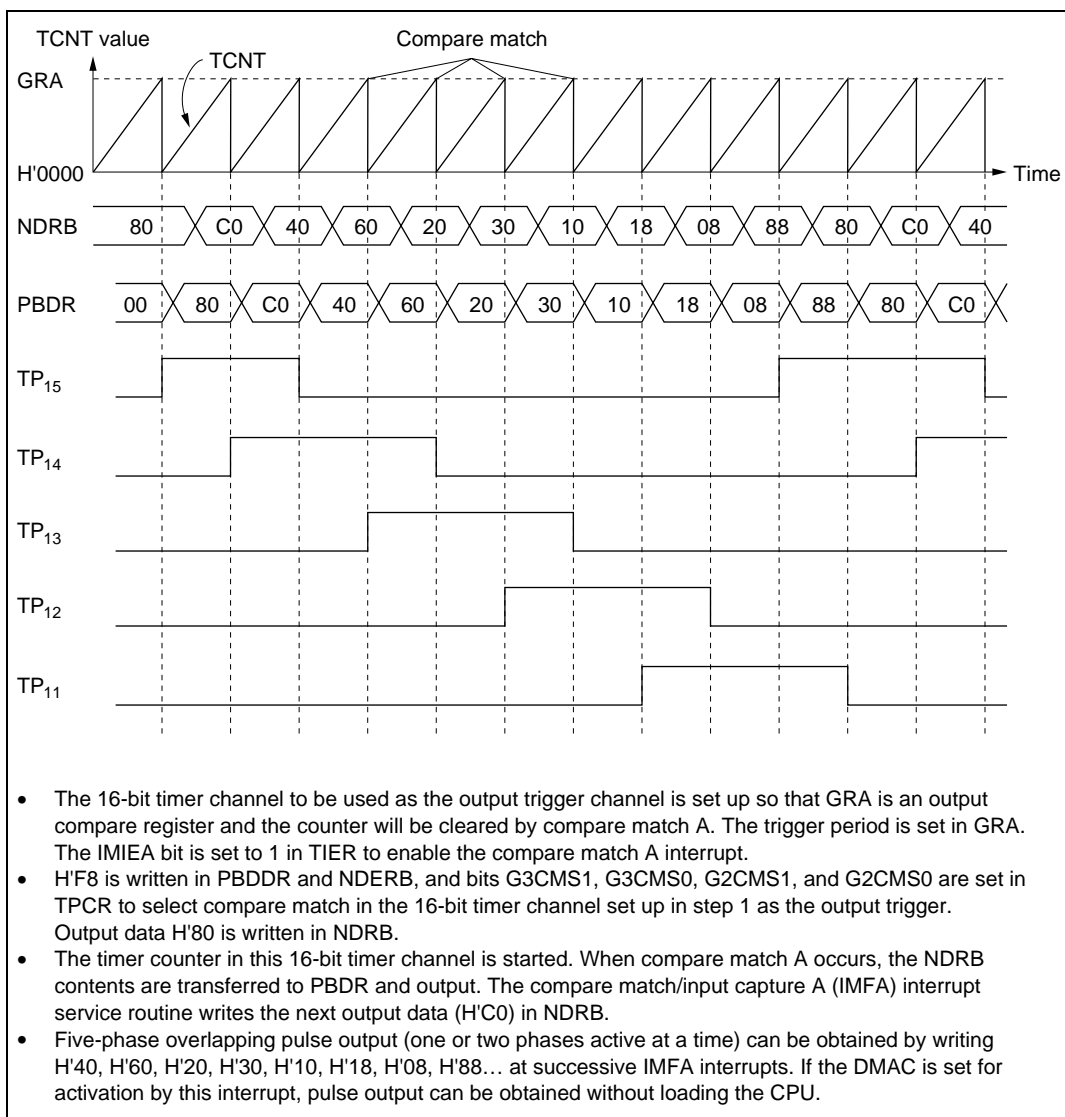 TCNT value
Compare match
TCNT
GRA
H'0000
Time
NDRB 80 C0 40 60 20 30 10 18 08 88 80 C0 40
PBDR 00 80 C0 40 60 20 30 10 18 08 88 80 C0
TP15
TP14
TP13
TP12
TP11
• The 16-bit timer channel to be used as the output trigger channel is set up so that GRA is an output
compare register and the counter will be cleared by compare match A. The trigger period is set in GRA.
The IMIEA bit is set to 1 in TIER to enable the compare match A interrupt.
• H'F8 is written in PBDDR and NDERB, and bits G3CMS1, G3CMS0, G2CMS1, and G2CMS0 are set in
TPCR to select compare match in the 16-bit timer channel set up in step 1 as the output trigger.
Output data H'80 is written in NDRB.
• The timer counter in this 16-bit timer channel is started. When compare match A occurs, the NDRB
contents are transferred to PBDR and output. The compare match/input capture A (IMFA) interrupt
service routine writes the next output data (H'C0) in NDRB.
• Five-phase overlapping pulse output (one or two phases active at a time) can be obtained by writing
H'40, H'60, H'20, H'30, H'10, H'18, H'08, H'88… at successive IMFA interrupts. If the DMAC is set for
activation by this interrupt, pulse output can be obtained without loading the CPU.